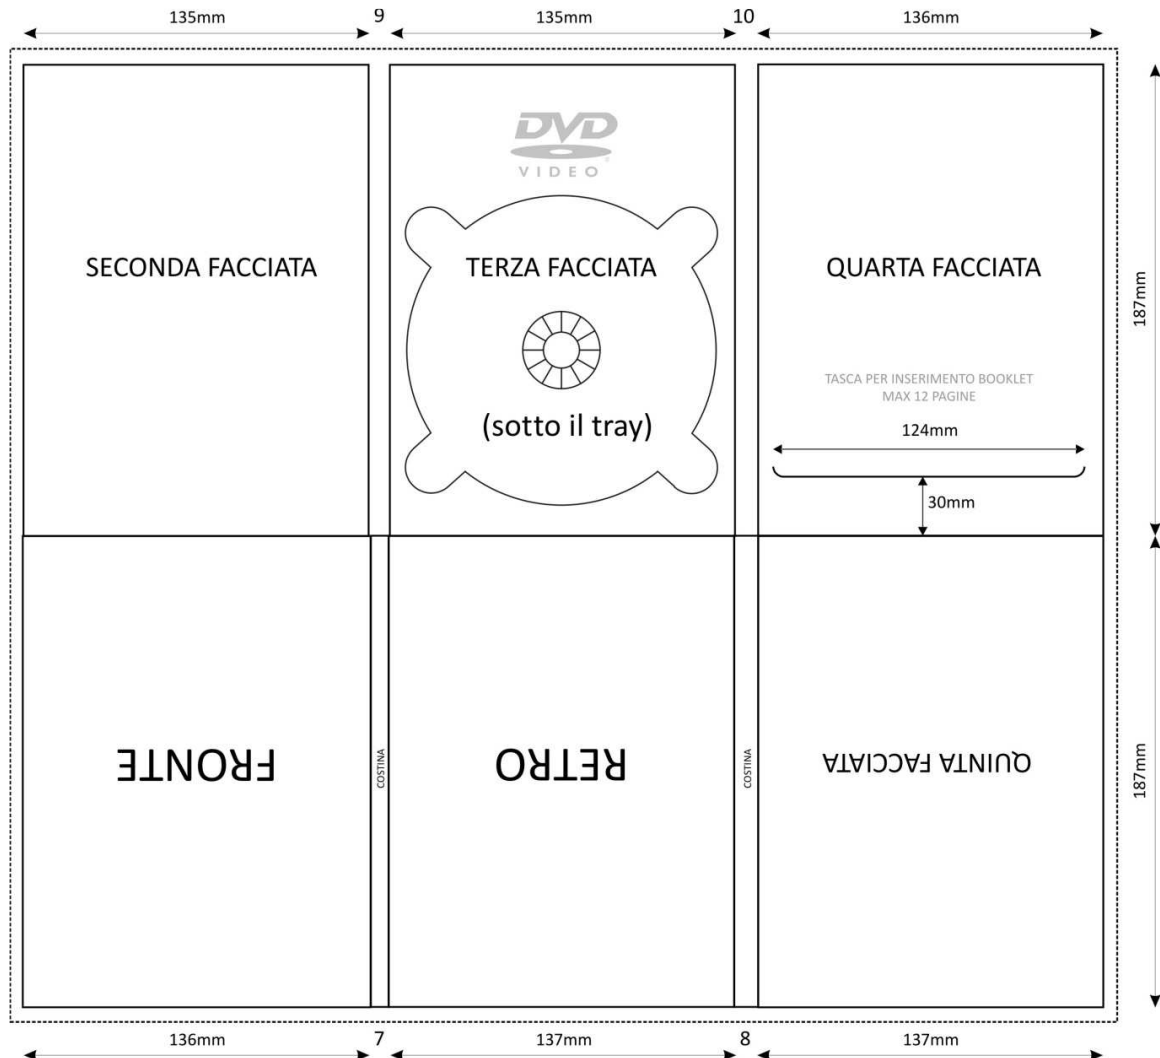 135mm 9 135mm 10 136mm
DVD
VIDEO
SECONDA FACCIATA
TERZA FACCIATA
QUARTA FACCIATA
187mm
TASCA PER INSERIMENTO BOOKLET
MAX 12 PAGINE
(sotto il tray)
124mm
30mm
FRONTE
COSTINA
RETRO
COSTINA
QUINTA FACCIATA
187mm
136mm 7 137mm 8 137mm